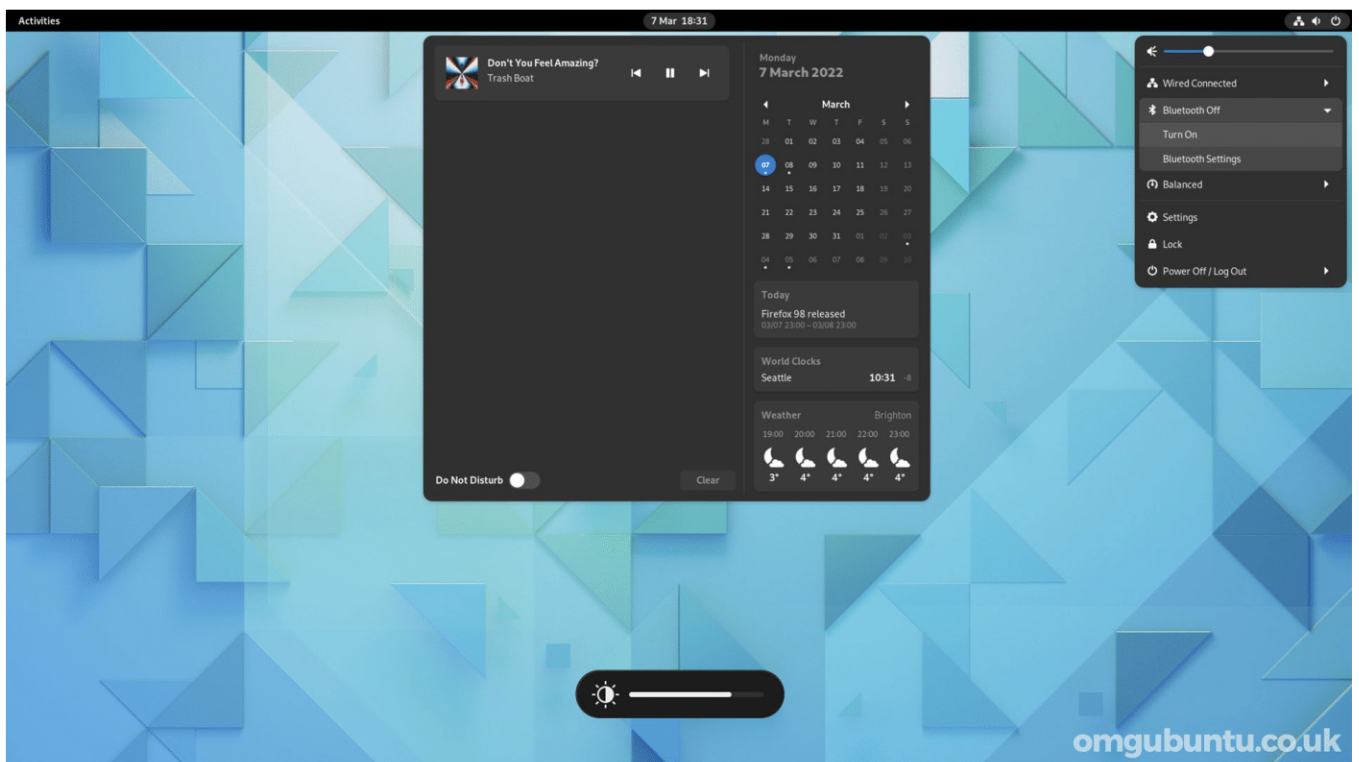 Activities
7 Mar 18:31
Don't You Feel Amazing?
Trash Boat
Do Not Disturb
Clear
Monday
7 March 2022
March
M T W T F S S
28 01 02 03 04 05 06
07 08 09 10 11 12 13
14 15 16 17 18 19 20
21 22 23 24 25 26 27
28 29 30 31 01 02 03
04 05 06 07 08 09 10
Today
Firefox 98 released
03/07 23:00 – 03/08 23:00
World Clocks
Seattle 10:31 -8
Weather Brighton
19:00 20:00 21:00 22:00 23:00
3° 4° 4° 4° 4°
Wired Connected
Bluetooth Off
Turn On
Bluetooth Settings
Balanced
Settings
Lock
Power Off / Log Out
omgubuntu.co.uk